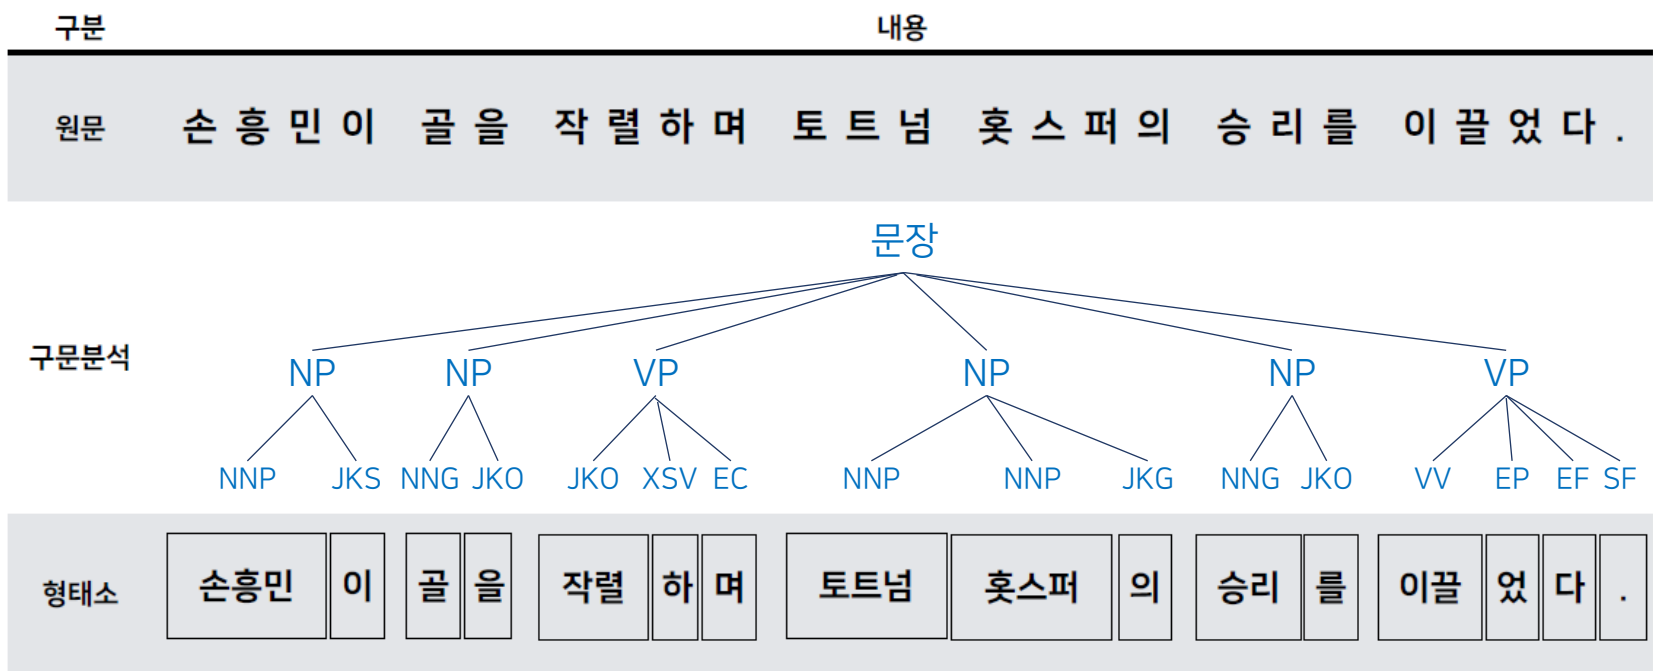 구분 내용
원문 손흥민이 골을 작렬하며 토트넘 홋스퍼의 승리를 이끌었다.
문장
구문분석
NP NP VP NP NP VP
NNP JKS NNG JKO JKO XSV EC NNP NNP JKG NNG JKO VV EP EF SF
형태소 손흥민 이 골 을 작렬 하 며 토트넘 홋스퍼 의 승리 를 이끌 었 다 .